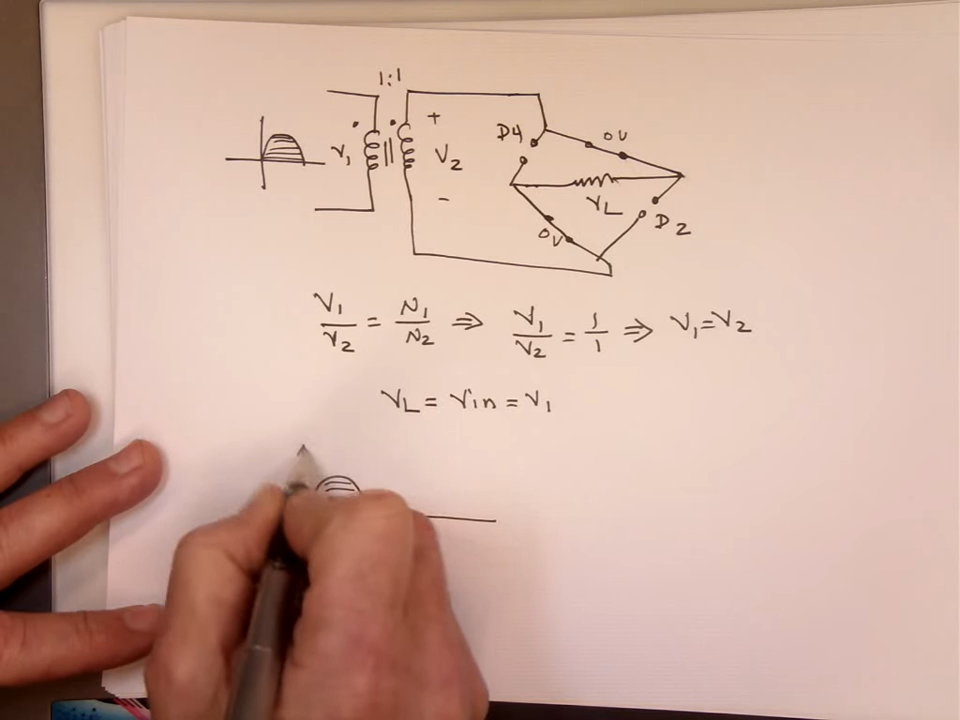 1:1
V1
+
V2
-
D4
0V
VL
D2
0V
V1/V2 = N1/N2 ⇒ V1/V2 = 1/1 ⇒ V1=V2
VL = Vin = V1